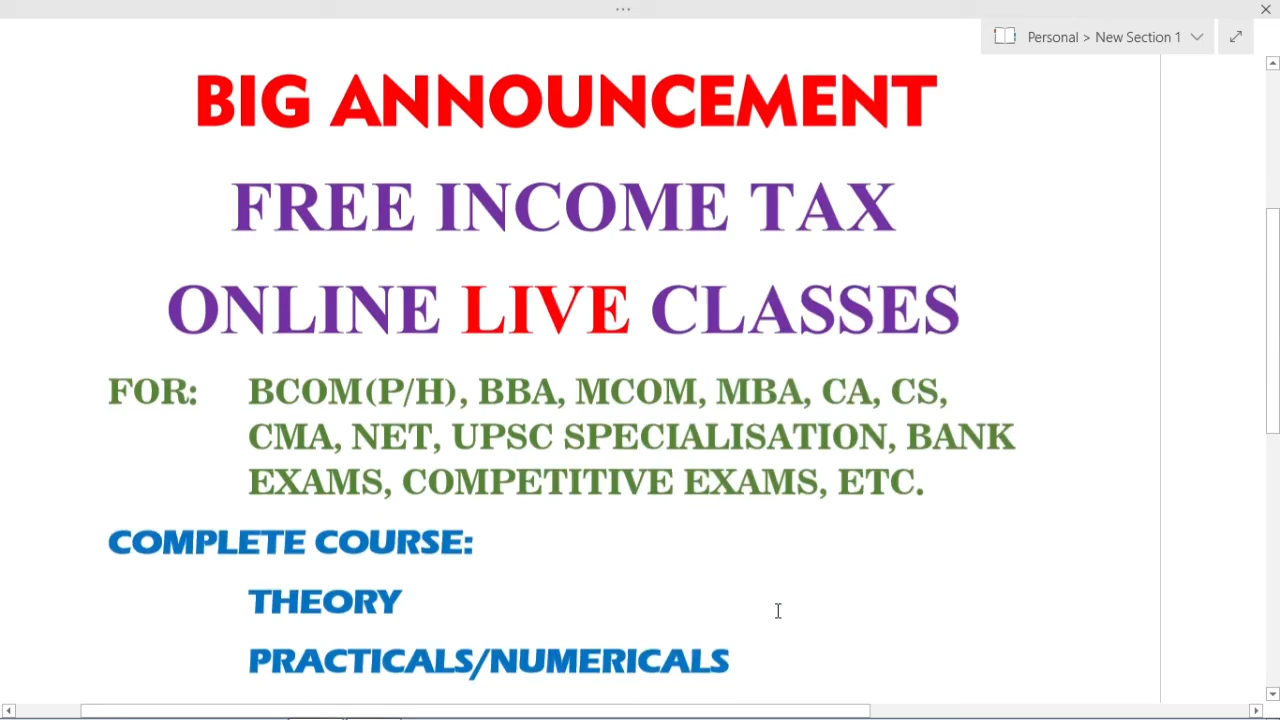 Personal > New Section 1
BIG ANNOUNCEMENT
FREE INCOME TAX
ONLINE LIVE CLASSES
FOR: BCOM(P/H), BBA, MCOM, MBA, CA, CS,
CMA, NET, UPSC SPECIALISATION, BANK
EXAMS, COMPETITIVE EXAMS, ETC.
COMPLETE COURSE:
THEORY
PRACTICALS/NUMERICALS